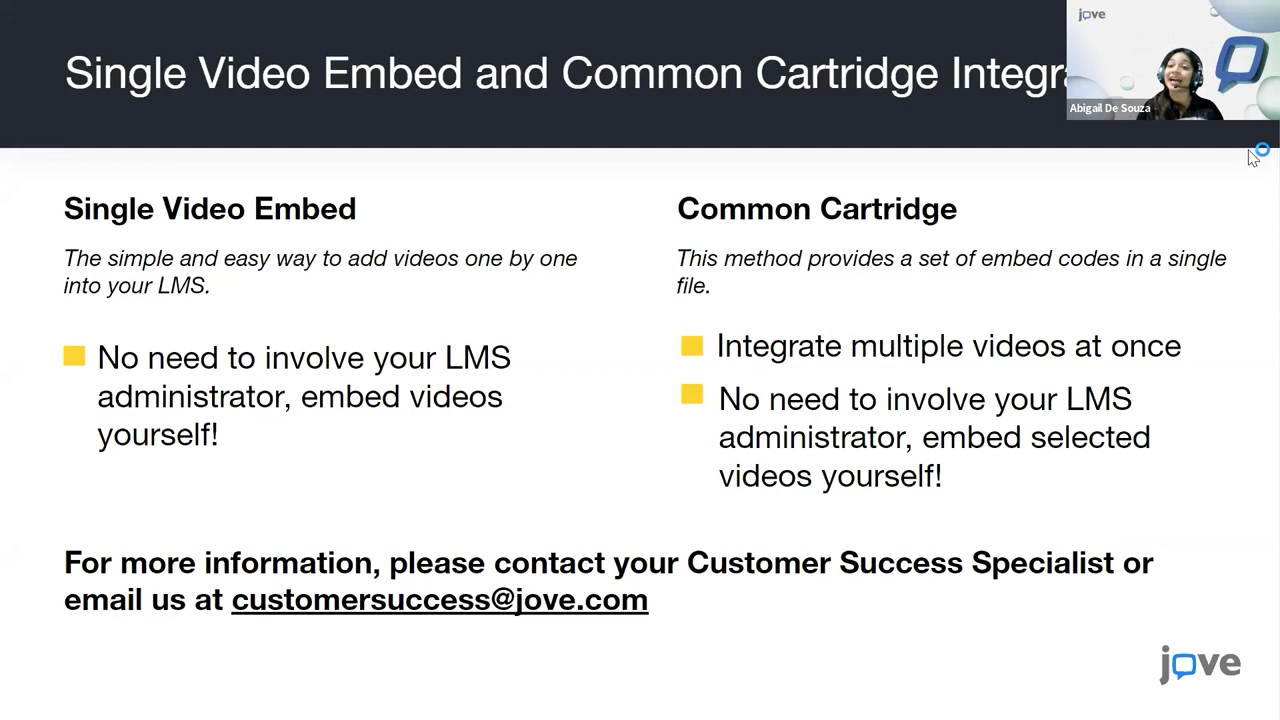 Single Video Embed and Common Cartridge Integra
jove
Abigail De Souza
Single Video Embed
The simple and easy way to add videos one by one
into your LMS.
No need to involve your LMS
administrator, embed videos
yourself!
Common Cartridge
This method provides a set of embed codes in a single
file.
Integrate multiple videos at once
No need to involve your LMS
administrator, embed selected
videos yourself!
For more information, please contact your Customer Success Specialist or
email us at customersuccess@jove.com
jove